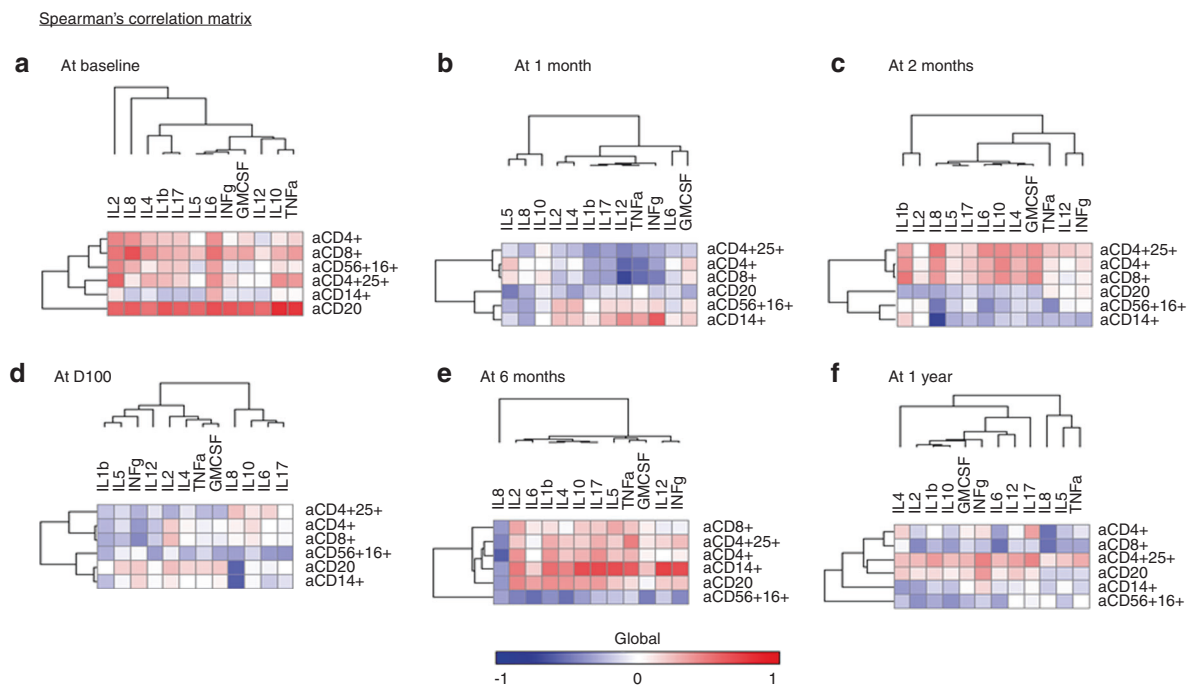 Spearman's correlation matrix
a At baseline
IL2 IL8 IL4 IL1b IL17 IL5 IL6 INFg GMCSF IL12 IL10 TNFa
aCD4+
aCD8+
aCD56+16+
aCD4+25+
aCD14+
aCD20
b At 1 month
IL5 IL8 IL10 IL2 IL4 IL1b IL17 IL12 TNFa INFg IL6 GMCSF
aCD4+25+
aCD4+
aCD8+
aCD20
aCD56+16+
aCD14+
c At 2 months
IL1b IL2 IL8 IL5 IL17 IL6 IL10 IL4 GMCSF TNFa IL12 INFg
aCD4+25+
aCD4+
aCD8+
aCD20
aCD56+16+
aCD14+
d At D100
IL1b IL5 INFg IL12 IL2 IL4 TNFa GMCSF IL8 IL10 IL6 IL17
aCD4+25+
aCD4+
aCD8+
aCD56+16+
aCD20
aCD14+
e At 6 months
IL8 IL2 IL6 IL1b IL4 IL10 IL17 IL5 TNFa GMCSF IL12 INFg
aCD8+
aCD4+25+
aCD4+
aCD14+
aCD20
aCD56+16+
f At 1 year
IL4 IL2 IL1b IL10 GMCSF INFg IL6 IL12 IL17 IL8 IL5 TNFa
aCD4+
aCD8+
aCD4+25+
aCD20
aCD14+
aCD56+16+
Global
-1 0 1